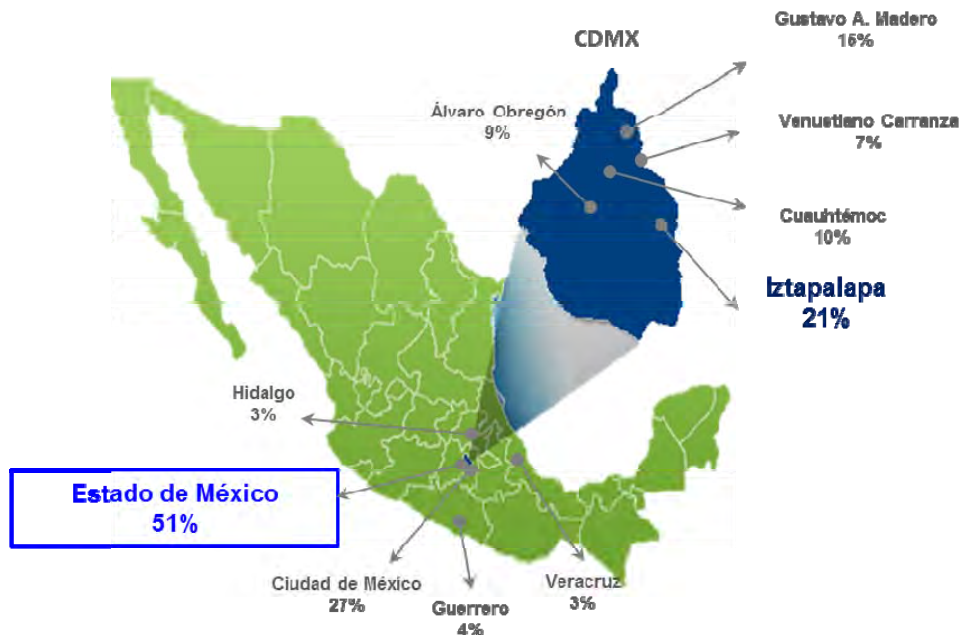 CDMX
Gustavo A. Madero
15%
Álvaro Obregón
9%
Venustiano Carranza
7%
Cuauhtémoc
10%
Iztapalapa
21%
Hidalgo
3%
Estado de México
51%
Ciudad de México
27%
Guerrero
4%
Veracruz
3%